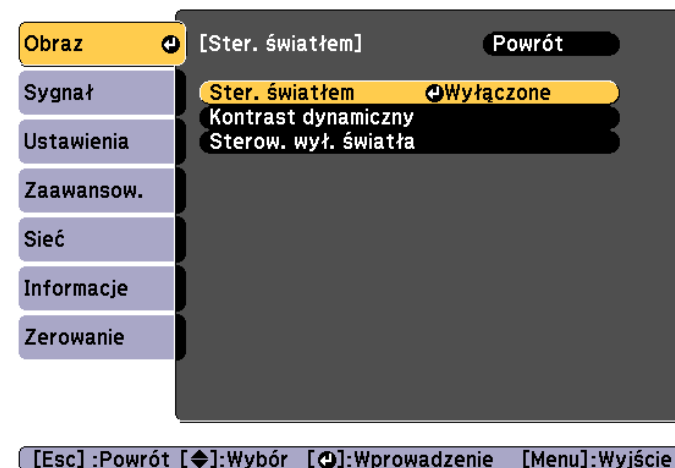 Obraz
[Ster. światłem] Powrót
Sygnał
Ster. światłem Wyłączone
Kontrast dynamiczny
Ustawienia
Sterow. wył. światła
Zaawansow.
Sieć
Informacje
Zerowanie
[Esc] :Powrót [◆]:Wybór [↵]:Wprowadzenie [Menu]:Wyjście